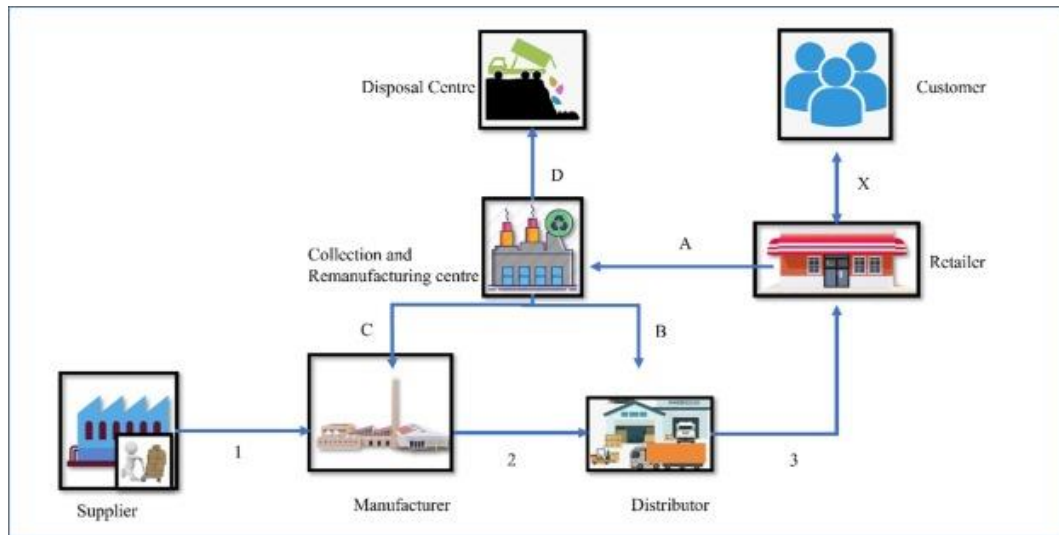 Disposal Centre
Customer
D
X
Collection and
Remanufacturing centre
A
Retailer
C
B
1
2
3
Supplier
Manufacturer
Distributor